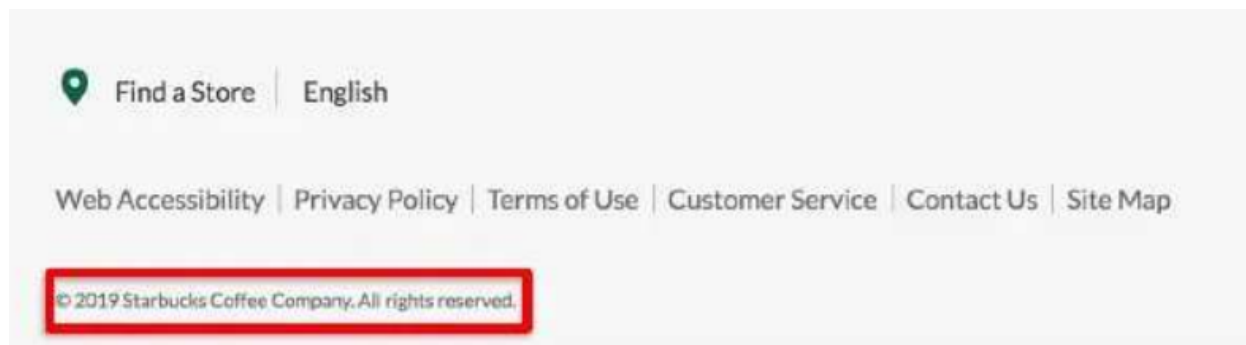 Find a Store | English
Web Accessibility | Privacy Policy | Terms of Use | Customer Service | Contact Us | Site Map
© 2019 Starbucks Coffee Company. All rights reserved.